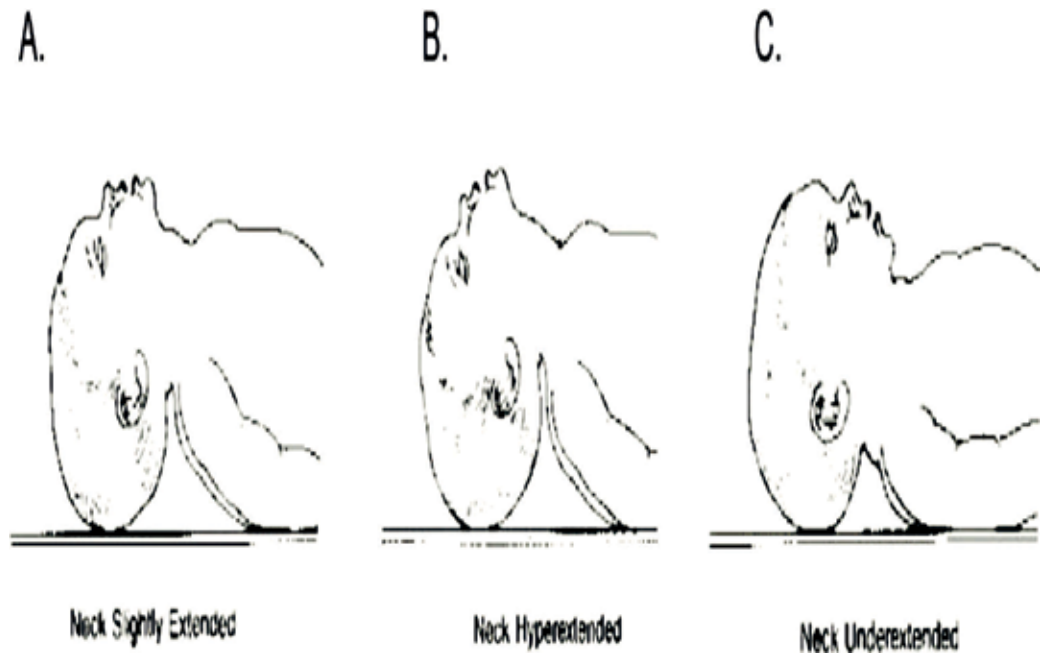 A.
B.
C.
Neck Slightly Extended
Neck Hyperextended
Neck Underextended